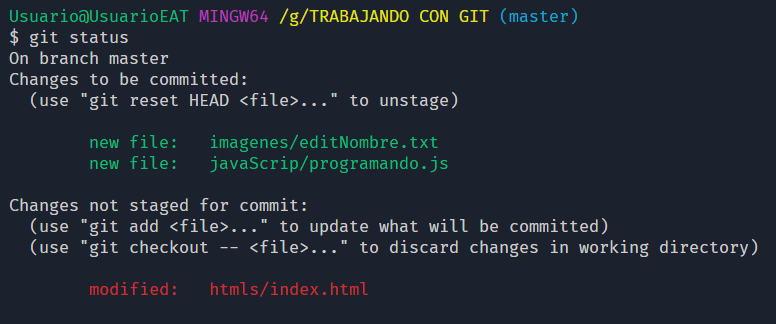 Usuario@UsuarioEAT MINGW64 /g/TRABAJANDO CON GIT (master)
$ git status
On branch master
Changes to be committed:
  (use "git reset HEAD <file>..." to unstage)

        new file:   imagenes/editNombre.txt
        new file:   javaScrip/programando.js

Changes not staged for commit:
  (use "git add <file>..." to update what will be committed)
  (use "git checkout -- <file>..." to discard changes in working directory)

        modified:   htmls/index.html